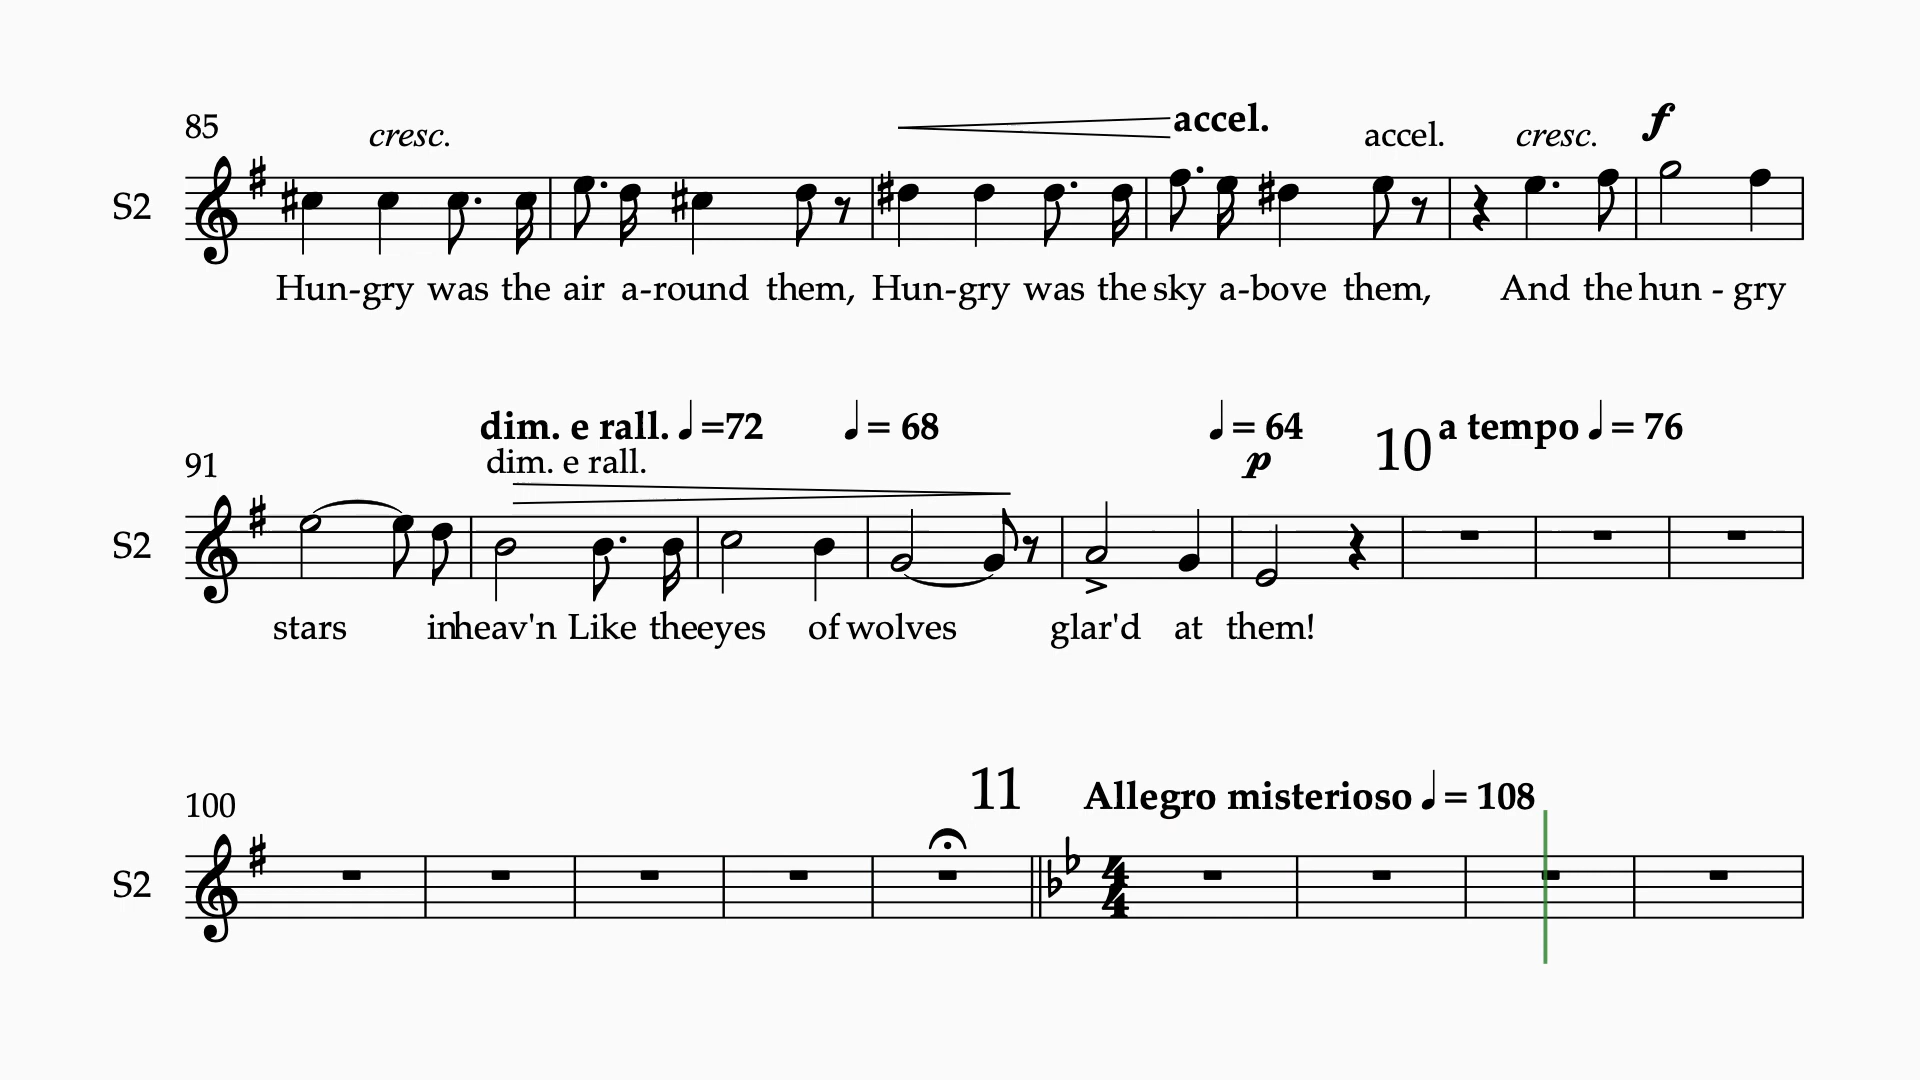 85 cresc. accel. accel. cresc. f
S2
Hun-gry was the air a-round them, Hun-gry was the sky a-bove them, And the hun - gry
dim. e rall. ♩=72 ♩= 68 ♩= 64 10 a tempo ♩= 76
91 dim. e rall. p
S2
stars in heav'n Like the eyes of wolves glar'd at them!
100 11 Allegro misterioso ♩= 108
S2 4/4